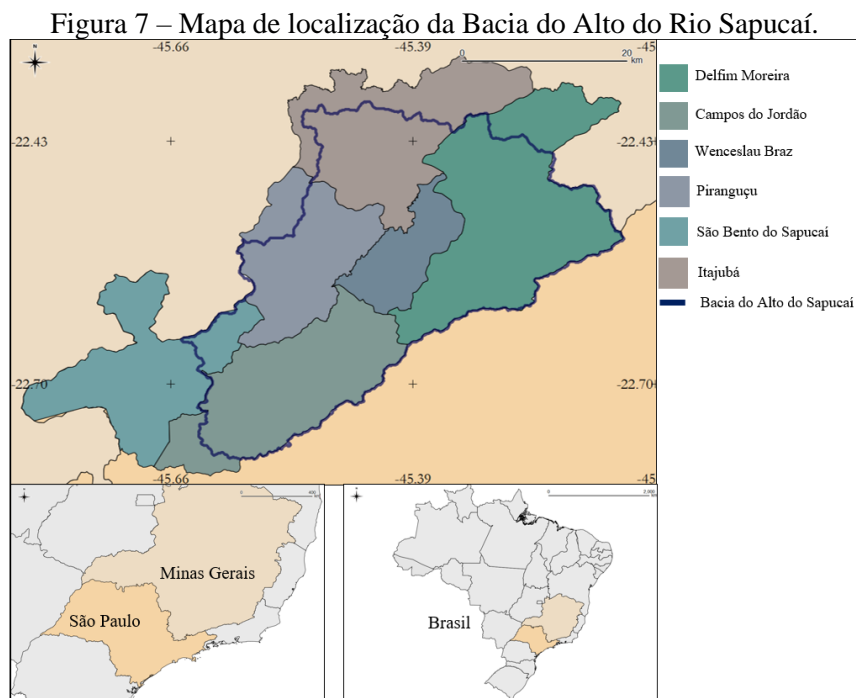 Figura 7 – Mapa de localização da Bacia do Alto do Rio Sapucaí.
-45.66
-45.39
-45
N
0
20
km
-22.43
-22.43
-22.70
-22.70
-45.66
-45.39
-45
Delfim Moreira
Campos do Jordão
Wenceslau Braz
Piranguçu
São Bento do Sapucaí
Itajubá
Bacia do Alto do Sapucaí
Minas Gerais
São Paulo
Brasil